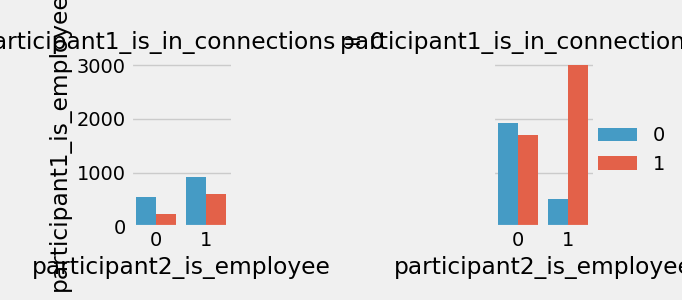 participant1_is_in_connections = 0
participant1_is_in_connection
participant1_is_employee
3000
2000
1000
0
0 1
0 1
participant2_is_employee
participant2_is_employee
0
1